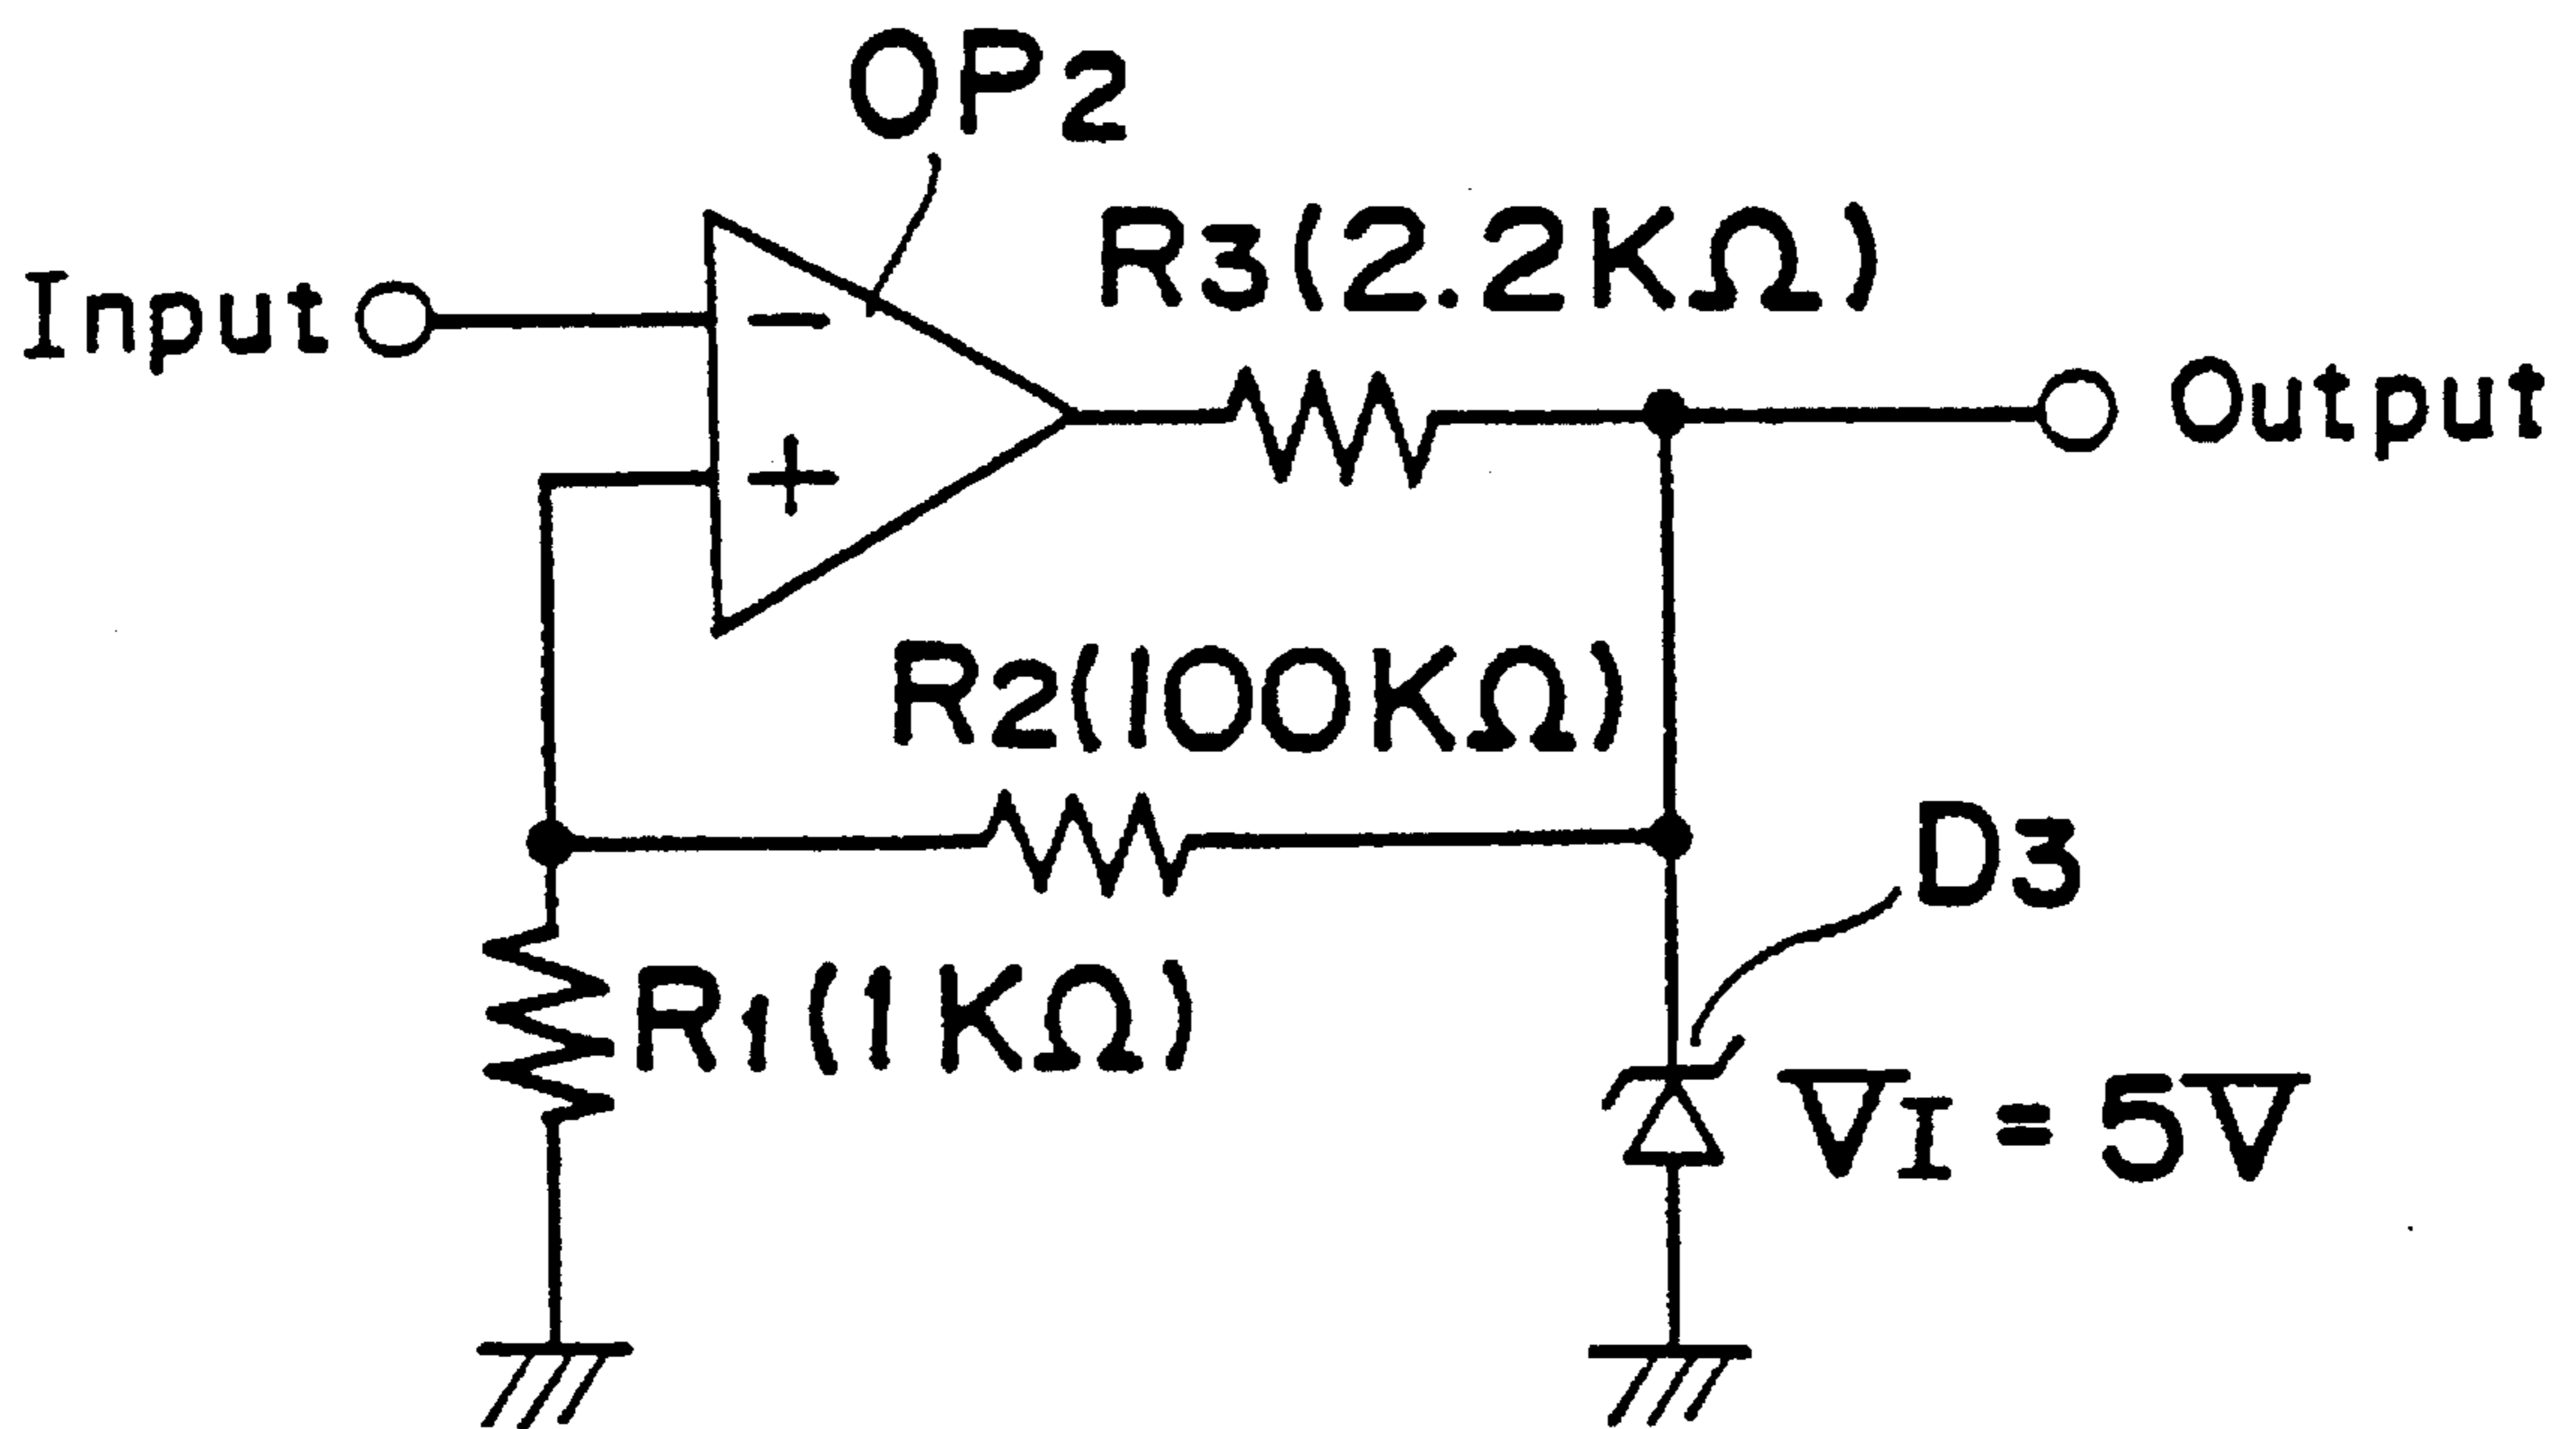 OP2
R3(2.2KΩ)
Input
−
Output
+
R2(100KΩ)
D3
R1(1KΩ)
VI=5V